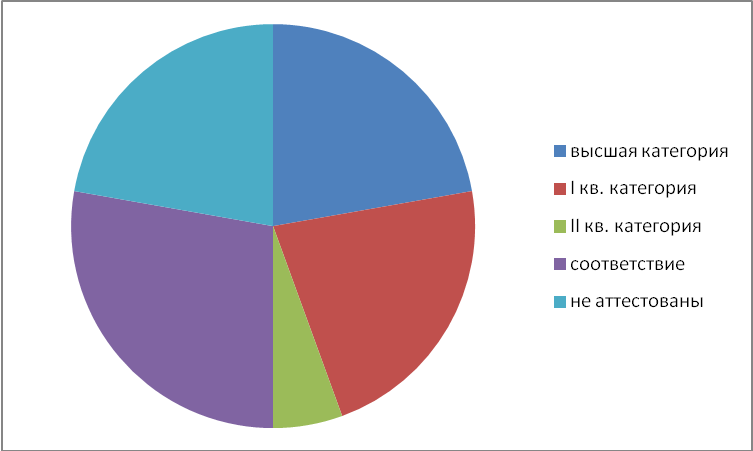 высшая категория
I кв. категория
II кв. категория
соответствие
не аттестованы